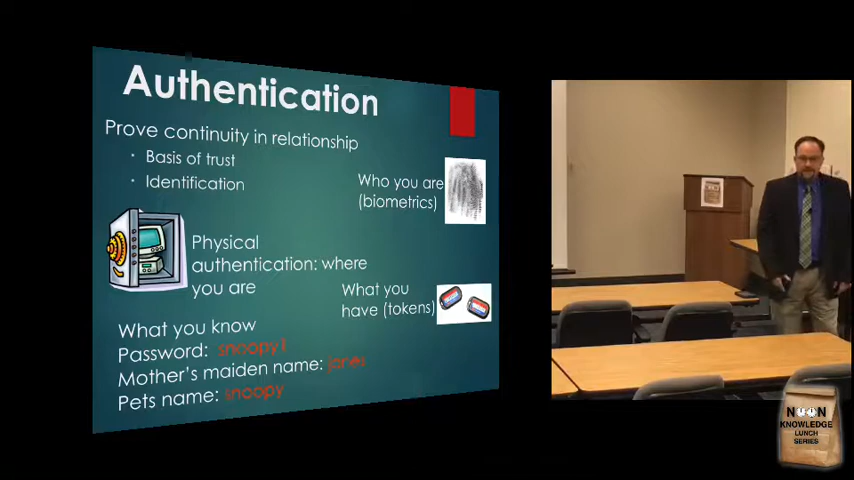 Authentication
Prove continuity in relationship
• Basis of trust
• Identification
Who you are
(biometrics)
Physical
authentication: where
you are
What you
have (tokens)
What you know
Password: snoopy1
Mother's maiden name: jones
Pets name: snoopy
NOON
KNOWLEDGE
LUNCH
SERIES